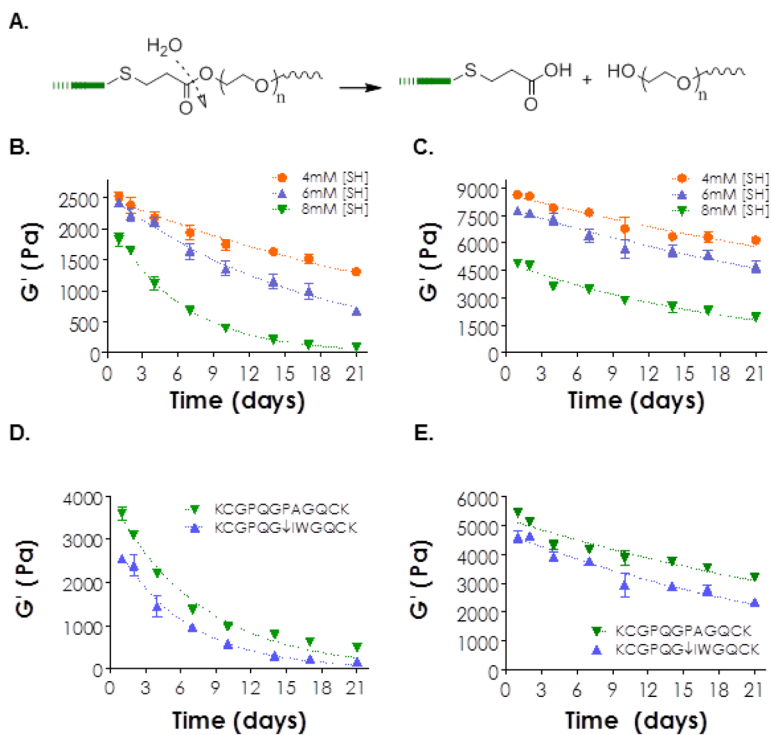 A.
H₂O
S O ( O )n O
S OH O + HO ( O )n
B.
G' (Pa)
2500
2000
1500
1000
500
0
4mM [SH]
6mM [SH]
8mM [SH]
0 3 6 9 12 15 18 21
Time (days)
C.
G' (Pa)
9000
7500
6000
4500
3000
1500
0
4mM [SH]
6mM [SH]
8mM [SH]
0 3 6 9 12 15 18 21
Time (days)
D.
G' (Pa)
4000
3000
2000
1000
0
KCGPQGPAGQCK
KCGPQG↓IWGQCK
0 3 6 9 12 15 18 21
Time (days)
E.
G' (Pa)
6000
5000
4000
3000
2000
1000
0
KCGPQGPAGQCK
KCGPQG↓IWGQCK
0 3 6 9 12 15 18 21
Time (days)